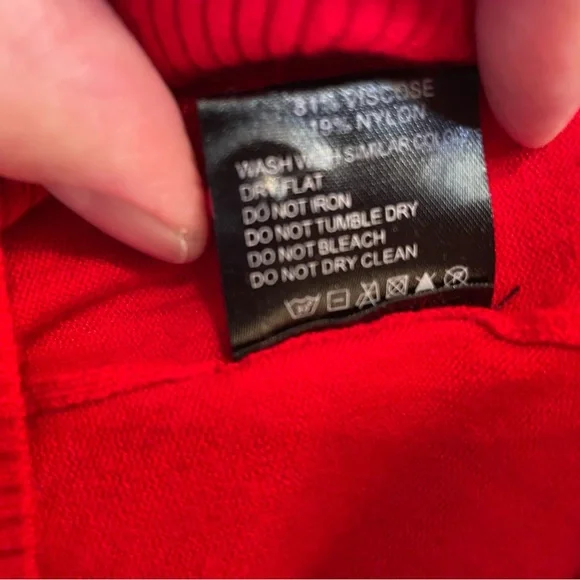 81% VISCOSE
19% NYLON
WASH WITH SIMILAR COLO
DRY FLAT
DO NOT IRON
DO NOT TUMBLE DRY
DO NOT BLEACH
DO NOT DRY CLEAN